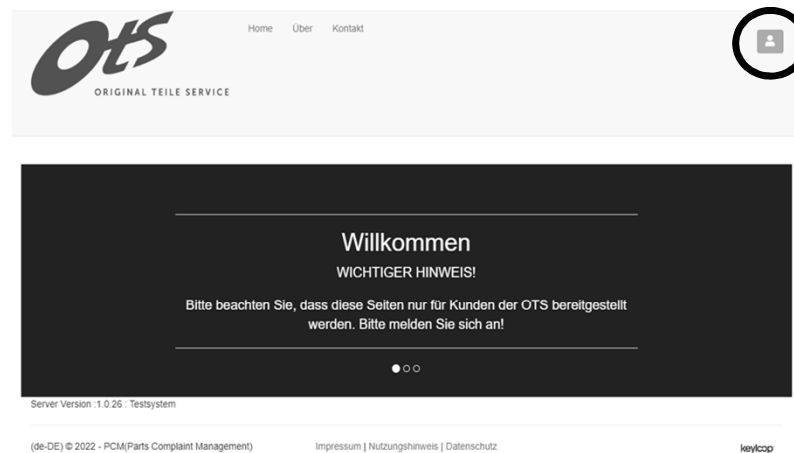 OtS
ORIGINAL TEILE SERVICE
Home Über Kontakt
Willkommen
WICHTIGER HINWEIS!
Bitte beachten Sie, dass diese Seiten nur für Kunden der OTS bereitgestellt
werden. Bitte melden Sie sich an!
Server Version :1.0.26 : Testsystem
(de-DE) © 2022 - PCM(Parts Complaint Management) Impressum | Nutzungshinweis | Datenschutz keyloop